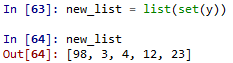 In [63]: new_list = list(set(y))
In [64]: new_list
Out[64]: [98, 3, 4, 12, 23]